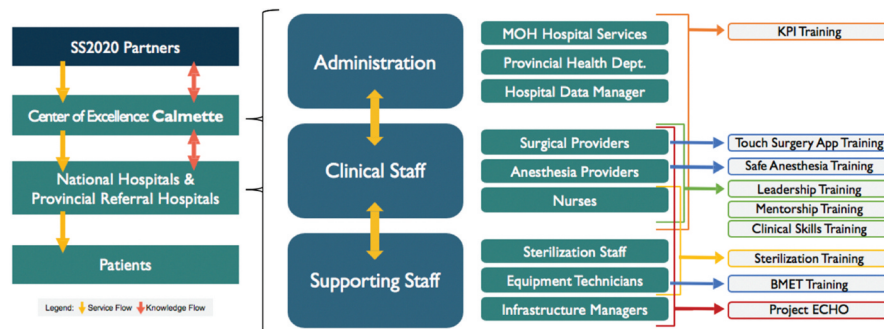 SS2020 Partners
Center of Excellence: Calmette
National Hospitals &
Provincial Referral Hospitals
Patients
Legend: Service Flow Knowledge Flow
Administration
Clinical Staff
Supporting Staff
MOH Hospital Services
Provincial Health Dept.
Hospital Data Manager
Surgical Providers
Anesthesia Providers
Nurses
Sterilization Staff
Equipment Technicians
Infrastructure Managers
KPI Training
Touch Surgery App Training
Safe Anesthesia Training
Leadership Training
Mentorship Training
Clinical Skills Training
Sterilization Training
BMET Training
Project ECHO